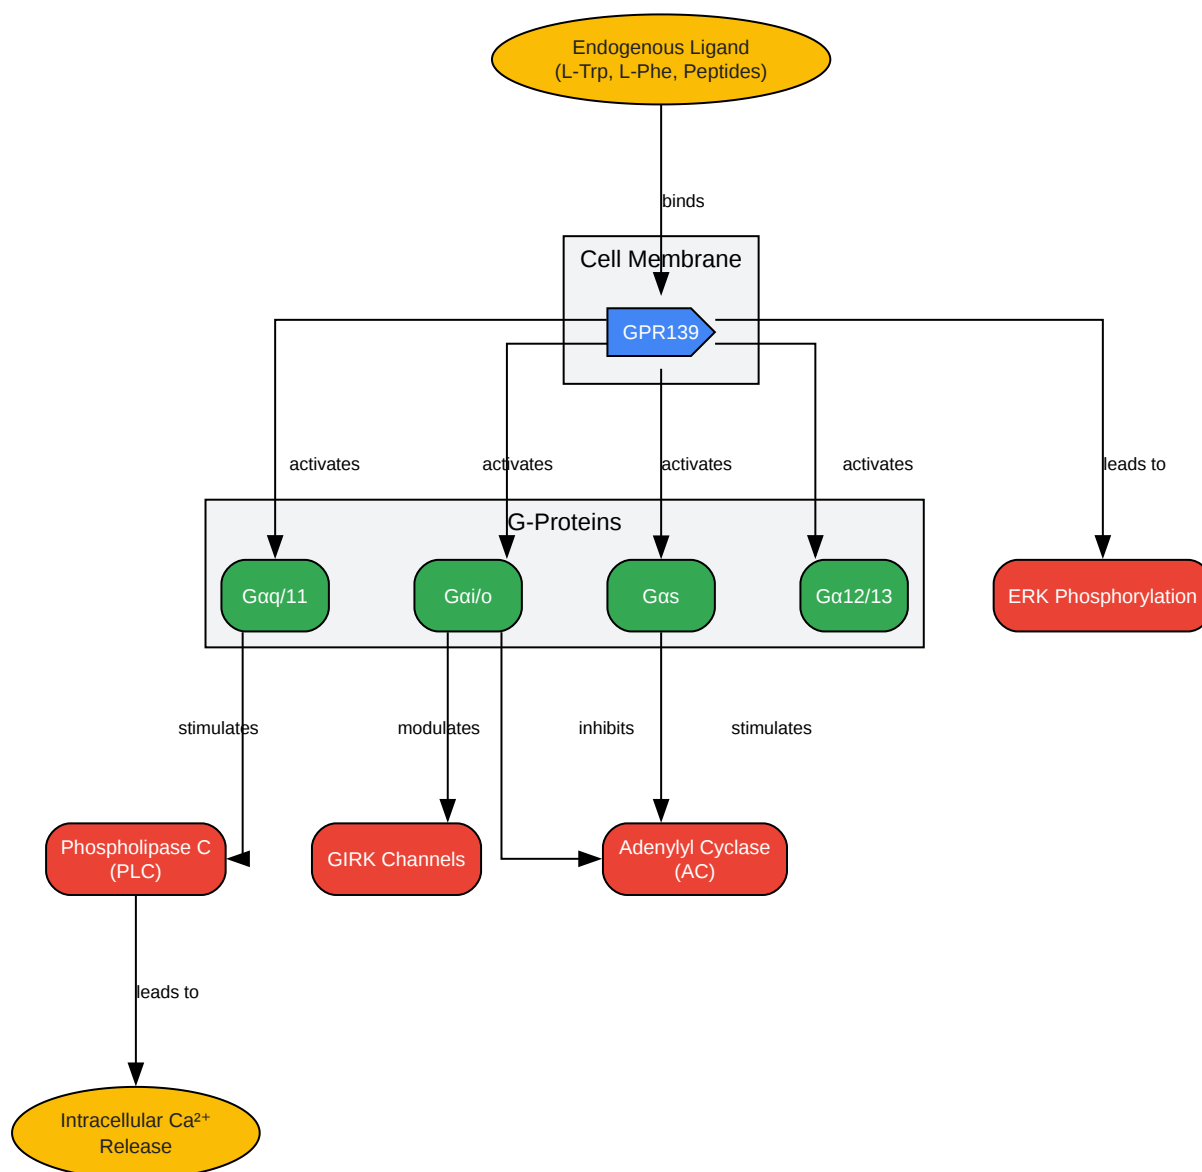 Endogenous Ligand
(L-Trp, L-Phe, Peptides)
binds
Cell Membrane
GPR139
activates
activates
activates
activates
leads to
G-Proteins
Gαq/11
Gαi/o
Gαs
Gα12/13
ERK Phosphorylation
stimulates
modulates
inhibits
stimulates
Phospholipase C
(PLC)
GIRK Channels
Adenylyl Cyclase
(AC)
leads to
Intracellular Ca²⁺
Release